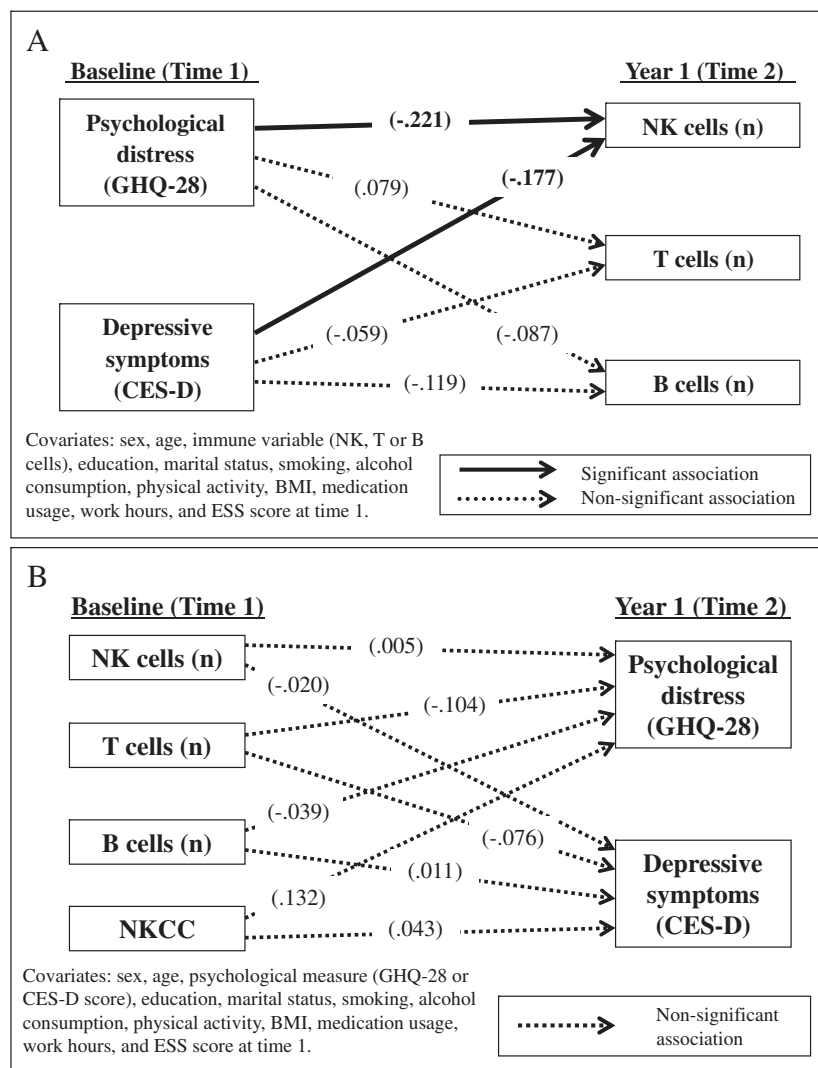 A
Baseline (Time 1)
Year 1 (Time 2)
Psychological
distress
(GHQ-28)
(-.221)
NK cells (n)
(-.177)
(.079)
T cells (n)
Depressive
symptoms
(CES-D)
(-.059)
(-.087)
(-.119)
B cells (n)
Covariates: sex, age, immune variable (NK, T or B
cells), education, marital status, smoking, alcohol
consumption, physical activity, BMI, medication
usage, work hours, and ESS score at time 1.
Significant association
Non-significant association
B
Baseline (Time 1)
Year 1 (Time 2)
NK cells (n)
(.005)
Psychological
distress
(GHQ-28)
(-.020)
(-.104)
T cells (n)
(-.039)
B cells (n)
(-.076)
(.011)
Depressive
symptoms
(CES-D)
(.132)
NKCC
(.043)
Covariates: sex, age, psychological measure (GHQ-28 or
CES-D score), education, marital status, smoking, alcohol
consumption, physical activity, BMI, medication usage,
work hours, and ESS score at time 1.
Non-significant
association